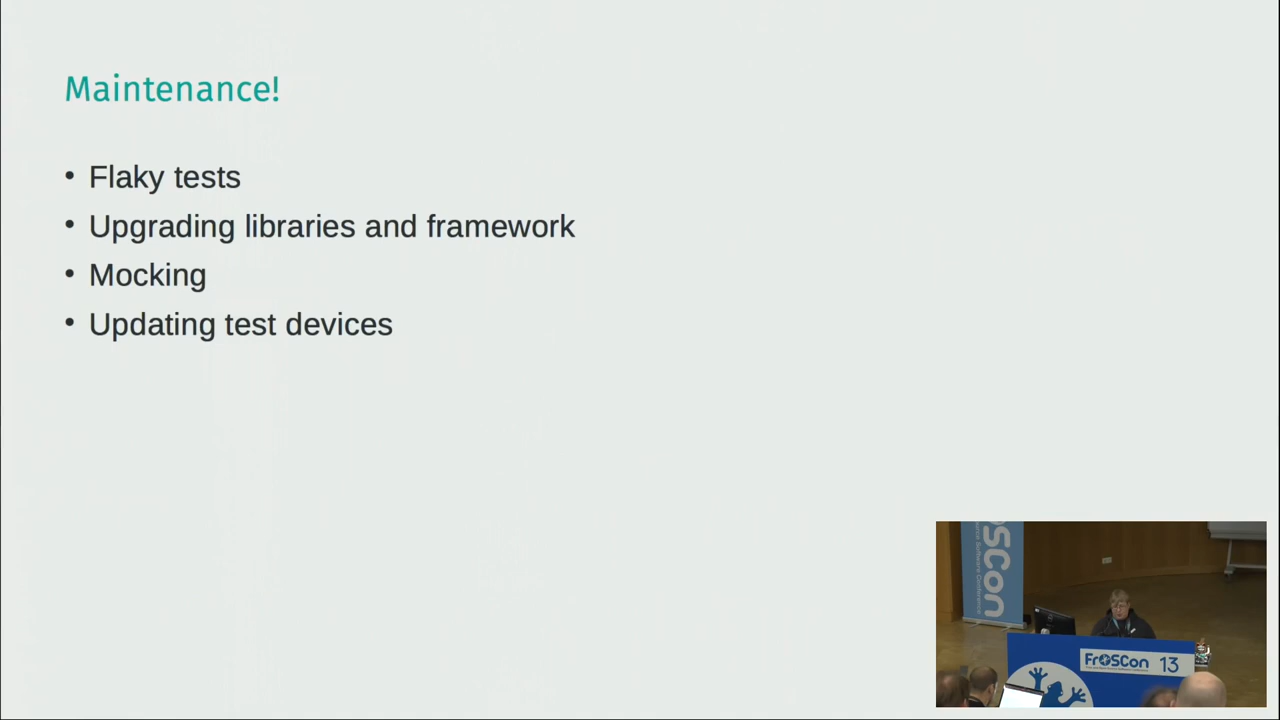 Maintenance!
• Flaky tests
• Upgrading libraries and framework
• Mocking
• Updating test devices
FrOSCon 13